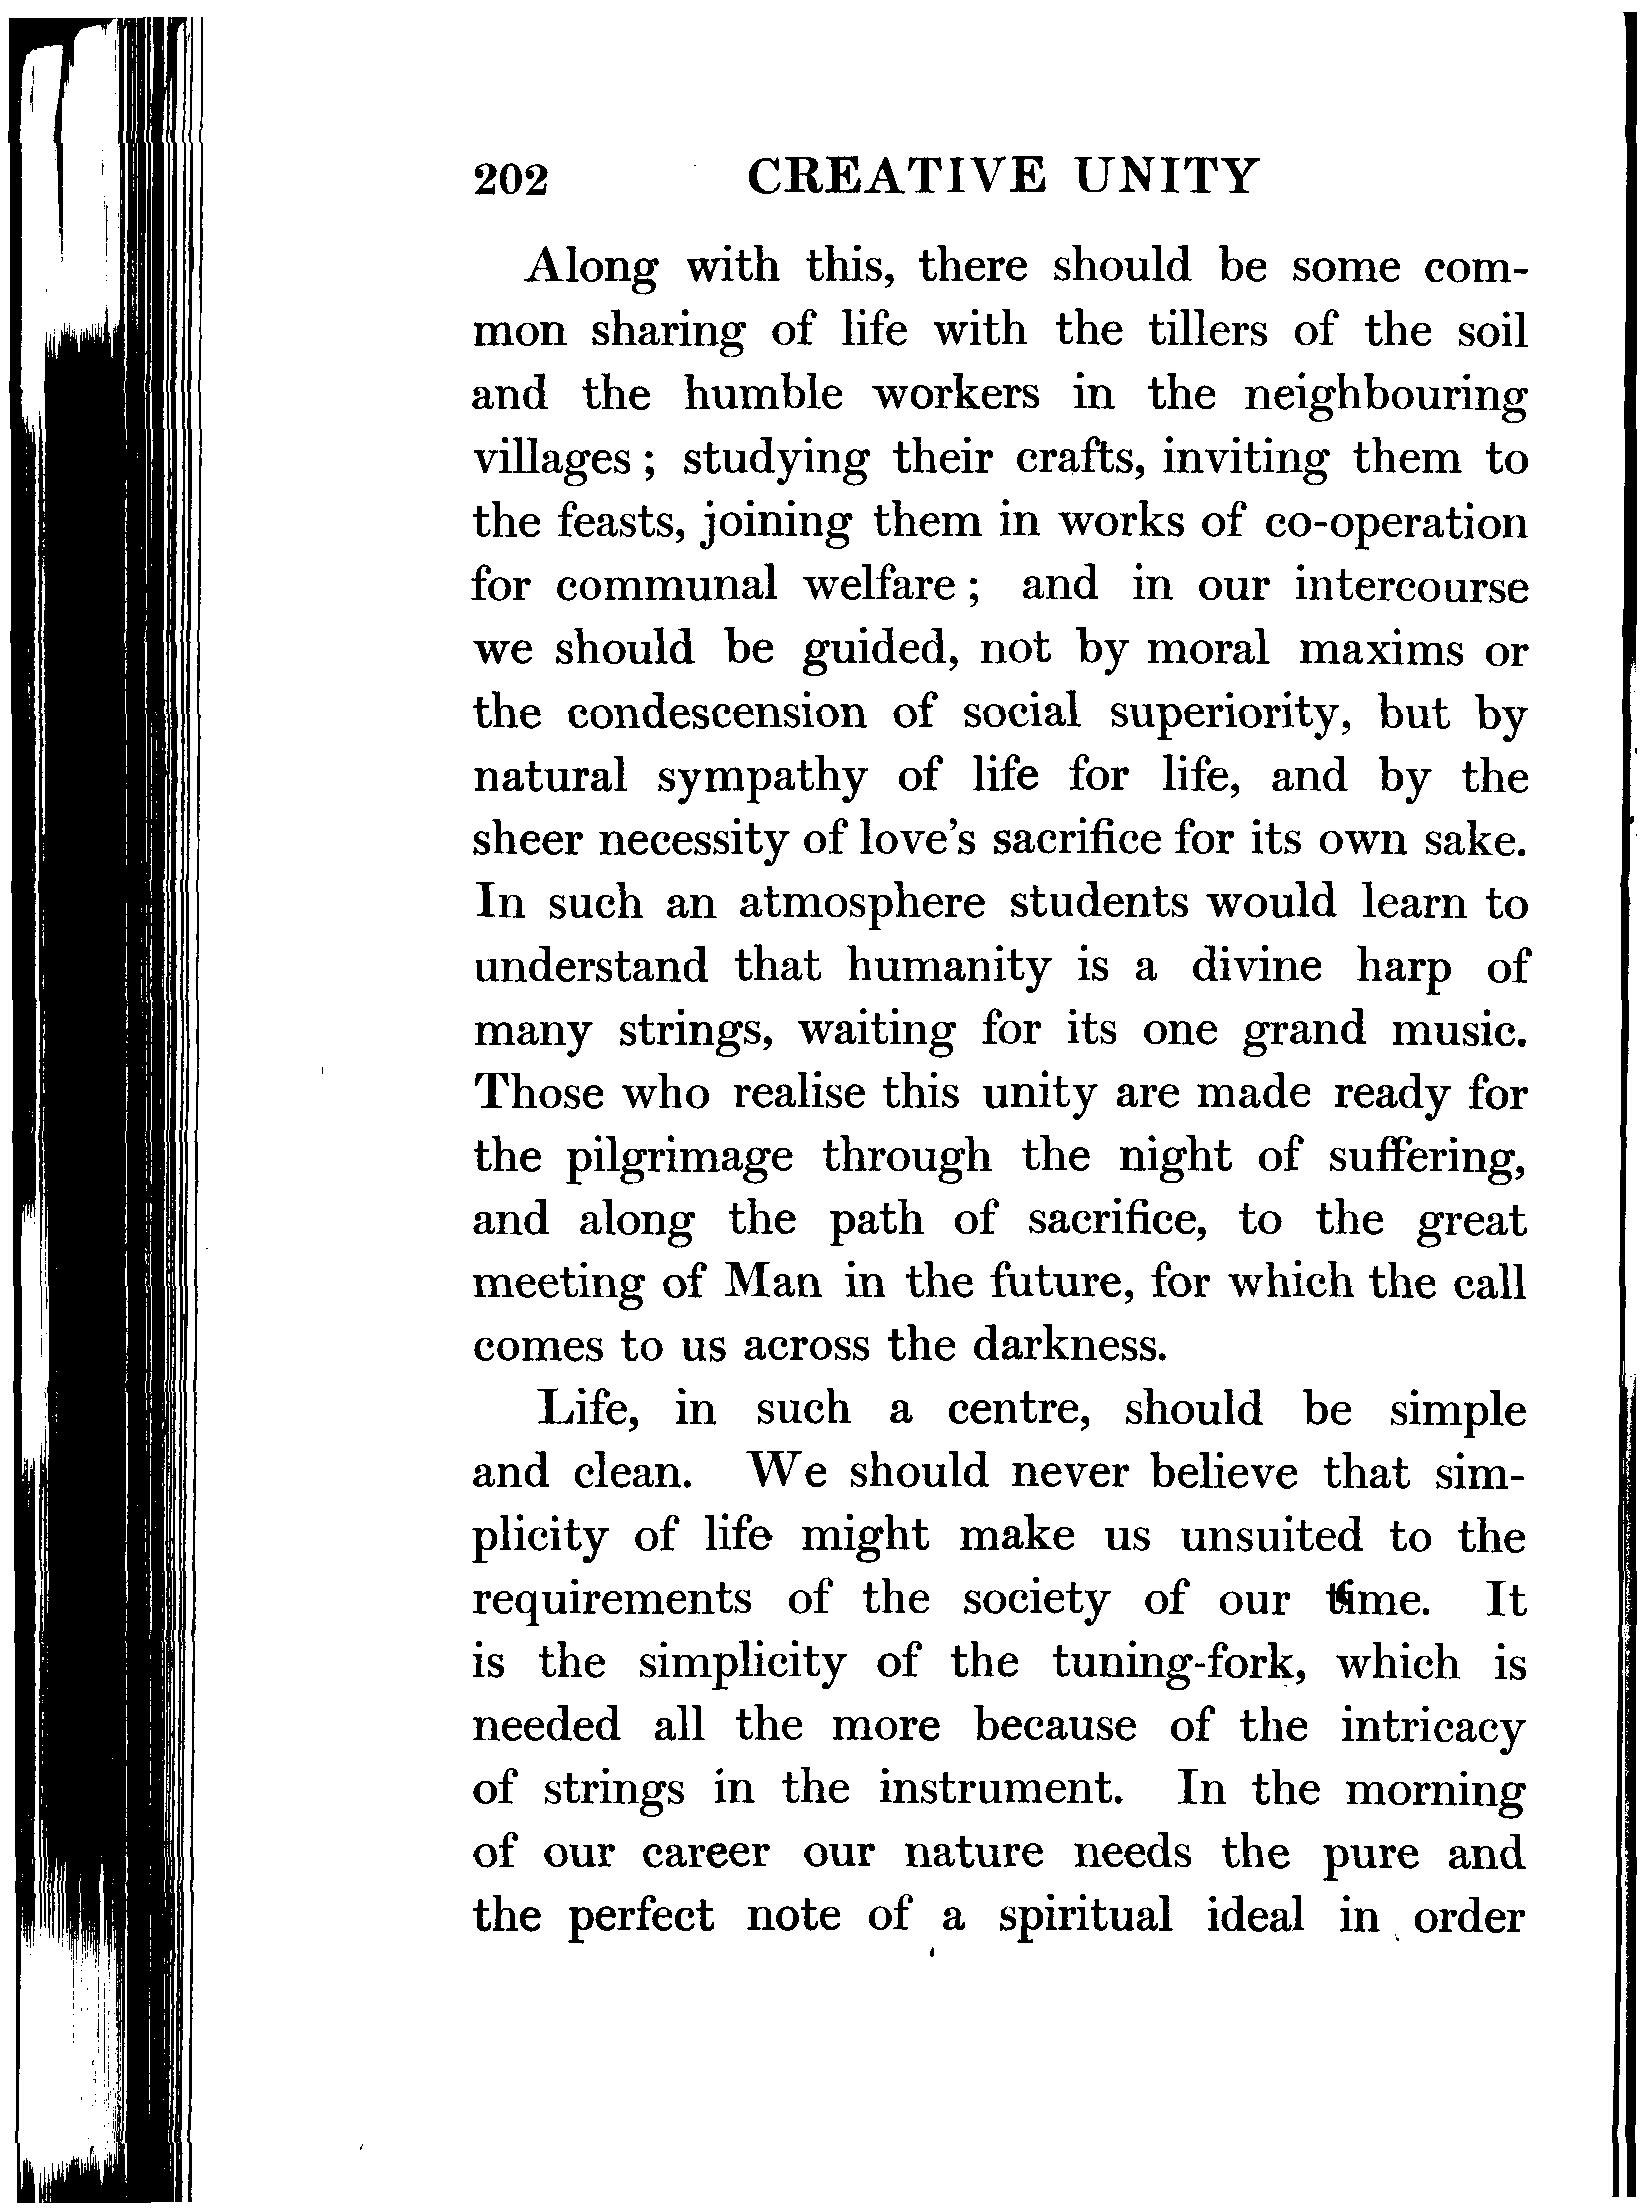 202 CREATIVE UNITY
Along with this, there should be some com-
mon sharing of life with the tillers of the soil
and the humble workers in the neighbouring
villages ; studying their crafts, inviting them to
the feasts, joining them in works of co-operation
for communal welfare ; and in our intercourse
we should be guided, not by moral maxims or
the condescension of social superiority, but by
natural sympathy of life for life, and by the
sheer necessity of love's sacrifice for its own sake.
In such an atmosphere students would learn to
understand that humanity is a divine harp of
many strings, waiting for its one grand music.
Those who realise this unity are made ready for
the pilgrimage through the night of suffering,
and along the path of sacrifice, to the great
meeting of Man in the future, for which the call
comes to us across the darkness.
Life, in such a centre, should be simple
and clean. We should never believe that sim-
plicity of life might make us unsuited to the
requirements of the society of our time. It
is the simplicity of the tuning-fork, which is
needed all the more because of the intricacy
of strings in the instrument. In the morning
of our career our nature needs the pure and
the perfect note of a spiritual ideal in order